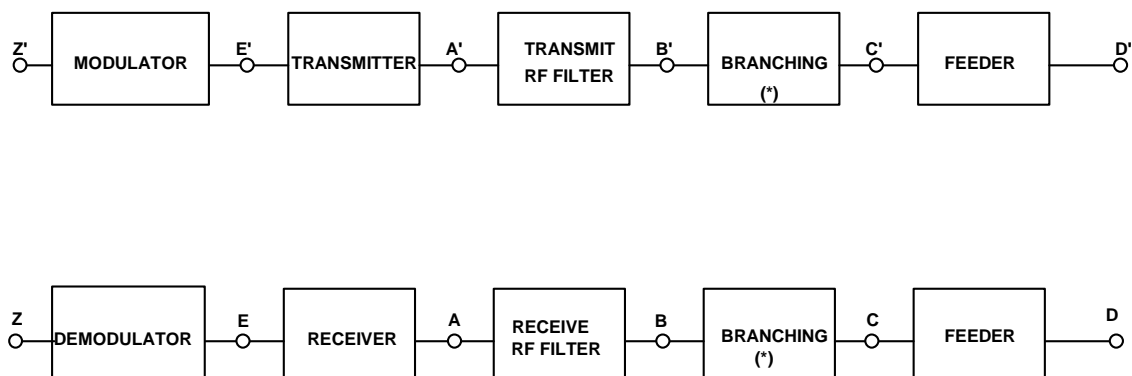 Z' E' A' B' C' D'
MODULATOR TRANSMITTER TRANSMIT RF FILTER BRANCHING (*) FEEDER
Z E A B C D
DEMODULATOR RECEIVER RECEIVE RF FILTER BRANCHING (*) FEEDER